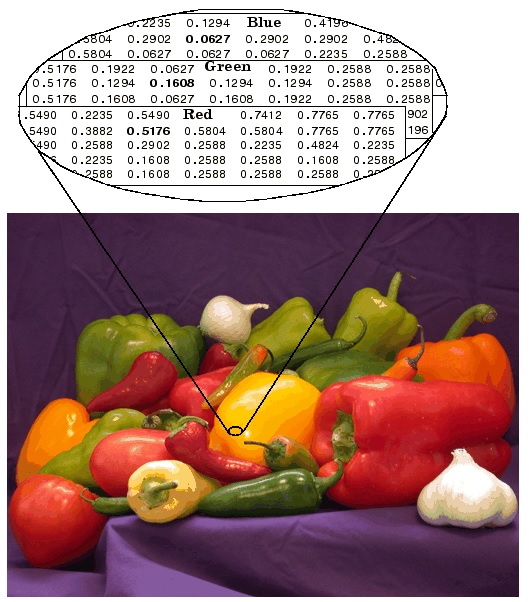 0.2235 0.1294 Blue 0.4196
5804 0.2902 0.0627 0.2902 0.2902 0.482
0.5804 0.0627 0.0627 0.0627 0.2235 0.2588
0.5176 0.1922 0.0627 Green 0.1922 0.2588 0.2588
0.5176 0.1294 0.1608 0.1294 0.1294 0.2588 0.2588
0.5176 0.1608 0.0627 0.1608 0.1922 0.2588 0.2588
.5490 0.2235 0.5490 Red 0.7412 0.7765 0.7765 902
5490 0.3882 0.5176 0.5804 0.5804 0.7765 0.7765 196
490 0.2588 0.2902 0.2588 0.2235 0.4824 0.2235
0.2235 0.1608 0.2588 0.2588 0.1608 0.2588
2588 0.1608 0.2588 0.2588 0.2588